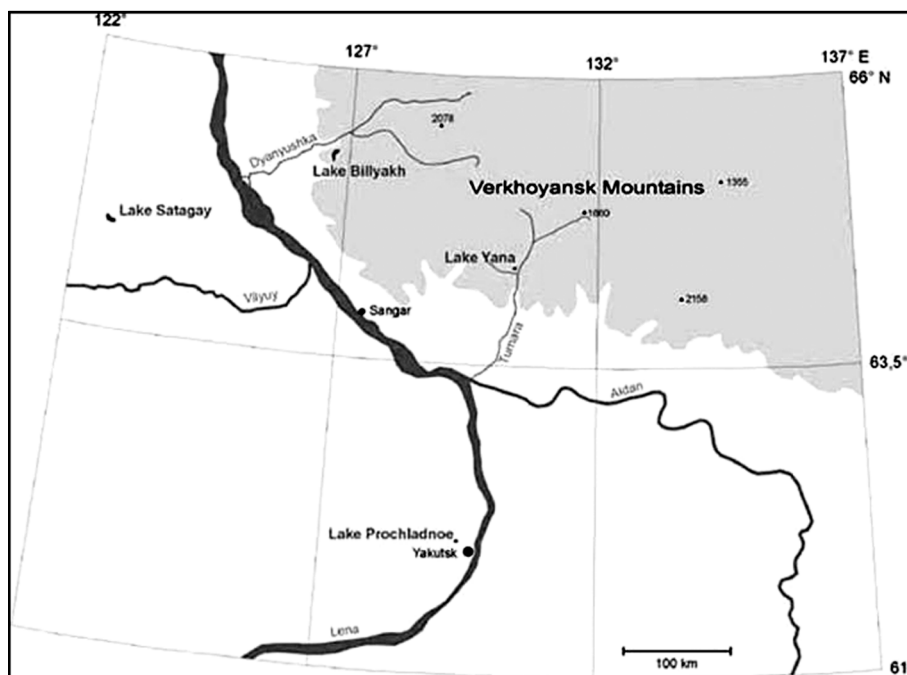 122°
127°
132°
137° E
66° N
2078
Dyanyushka
Lake Billyakh
Verkhoyansk Mountains
1355
Lake Satagay
Lake Yana
Vilyuy
Sangar
2158
Tumara
63,5°
Aldan
Lake Prochladnoe
Yakutsk
Lena
100 km
61